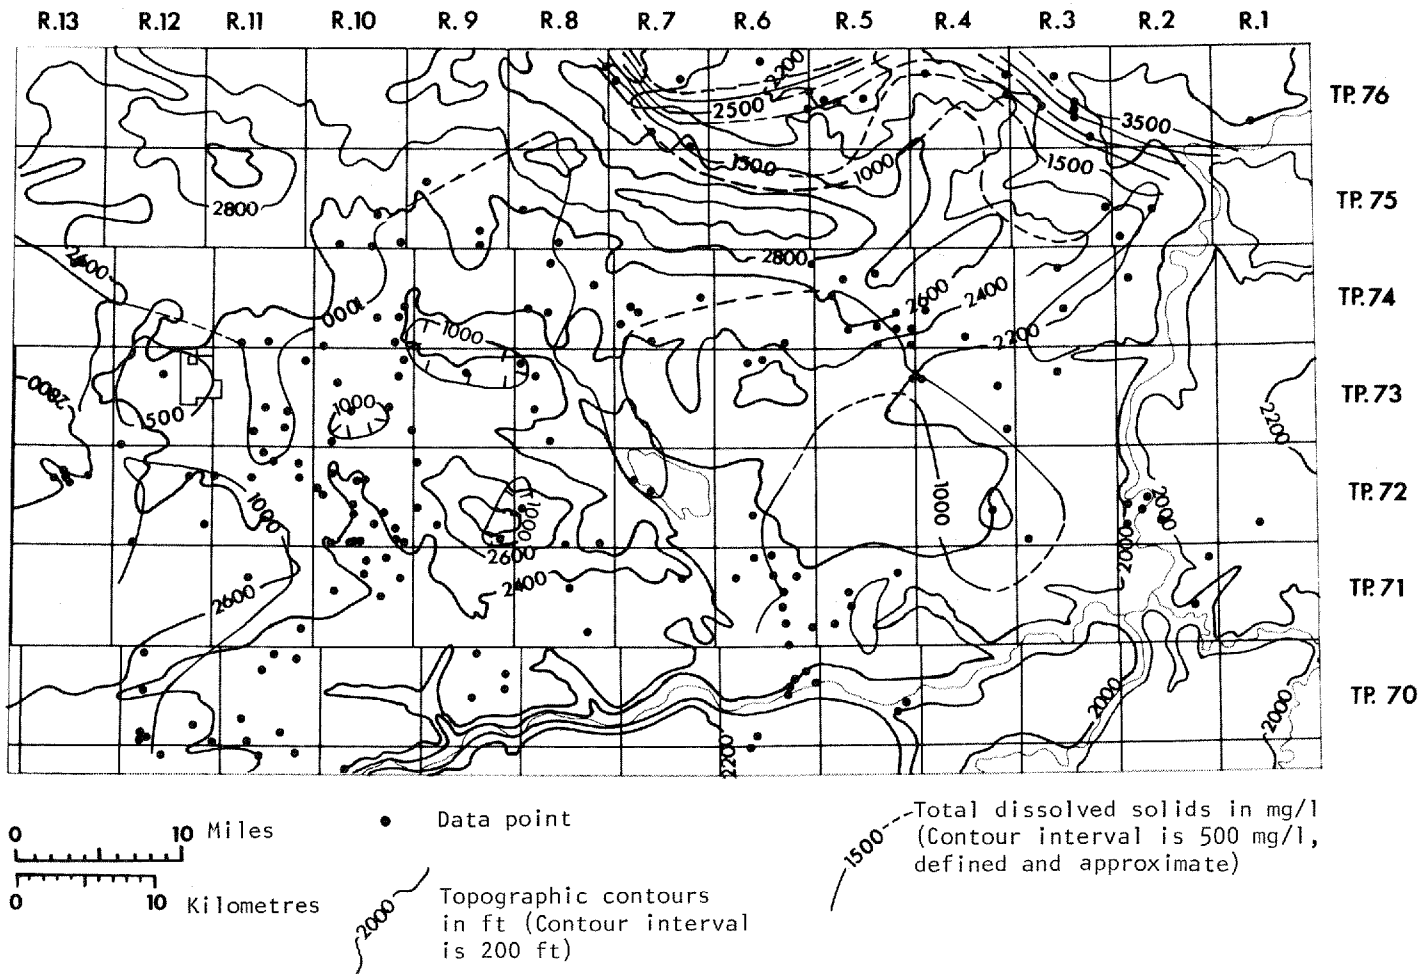 R.13 R.12 R.11 R.10 R.9 R.8 R.7 R.6 R.5 R.4 R.3 R.2 R.1
2200
TP. 76
2500
3500
1500
1000
1500
TP. 75
2800
2800
2400
2600
2400
TP. 74
1000
1000
2200
2800
500
1000
TP. 73
2200
1000
1000
1000
2000
TP. 72
2600
2000
2400
2600
TP. 71
2000
2000
TP. 70
2200
0 10 Miles
0 10 Kilometres
Data point
2000
Topographic contours
in ft (Contour interval
is 200 ft)
1500
Total dissolved solids in mg/l
(Contour interval is 500 mg/l,
defined and approximate)